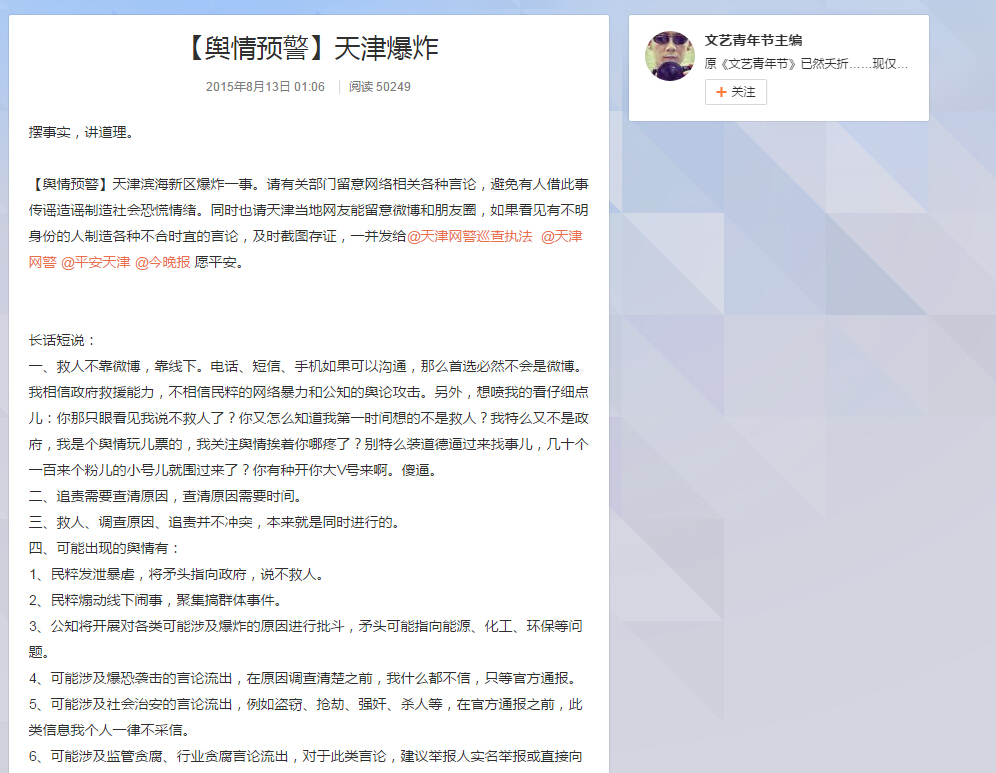 【舆情预警】天津爆炸
2015年8月13日 01:06 阅读 50249
摆事实，讲道理。
【舆情预警】天津滨海新区爆炸一事。请有关部门留意网络相关各种言论，避免有人借此事
传谣造谣制造社会恐慌情绪。同时也请天津当地网友能留意微博和朋友圈，如果看见有不明
身份的人制造各种不合时宜的言论，及时截图存证，一并发给@天津网警巡查执法 @天津
网警 @平安天津 @今晚报 愿平安。
长话短说：
一、救人不靠微博，靠线下。电话、短信、手机如果可以沟通，那么首选必然不会是微博。
我相信政府救援能力，不相信民粹的网络暴力和公知的舆论攻击。另外，想喷我的看仔细点
儿：你那只眼看见我说不救人了？你又怎么知道我第一时间想的不是救人？我特么又不是政
府，我是个舆情玩儿票的，我关注舆情挨着你哪疼了？别特么装道德逼过来找事儿，几十个
一百来个粉儿的小号儿就围过来了？你有种开你大V号来啊。傻逼。
二、追责需要查清原因，查清原因需要时间。
三、救人、调查原因、追责并不冲突，本来就是同时进行的。
四、可能出现的舆情有：
1、民粹发泄暴虐，将矛头指向政府，说不救人。
2、民粹煽动线下闹事，聚集搞群体事件。
3、公知将开展对各类可能涉及爆炸的原因进行批斗，矛头可能指向能源、化工、环保等问
题。
4、可能涉及爆恐袭击的言论流出，在原因调查清楚之前，我什么都不信，只等官方通报。
5、可能涉及社会治安的言论流出，例如盗窃、抢劫、强奸、杀人等，在官方通报之前，此
类信息我个人一律不采信。
6、可能涉及监管贪腐、行业贪腐言论流出，对于此类言论，建议举报人实名举报或直接向
文艺青年节主编
原《文艺青年节》已然夭折……现仅…
+ 关注